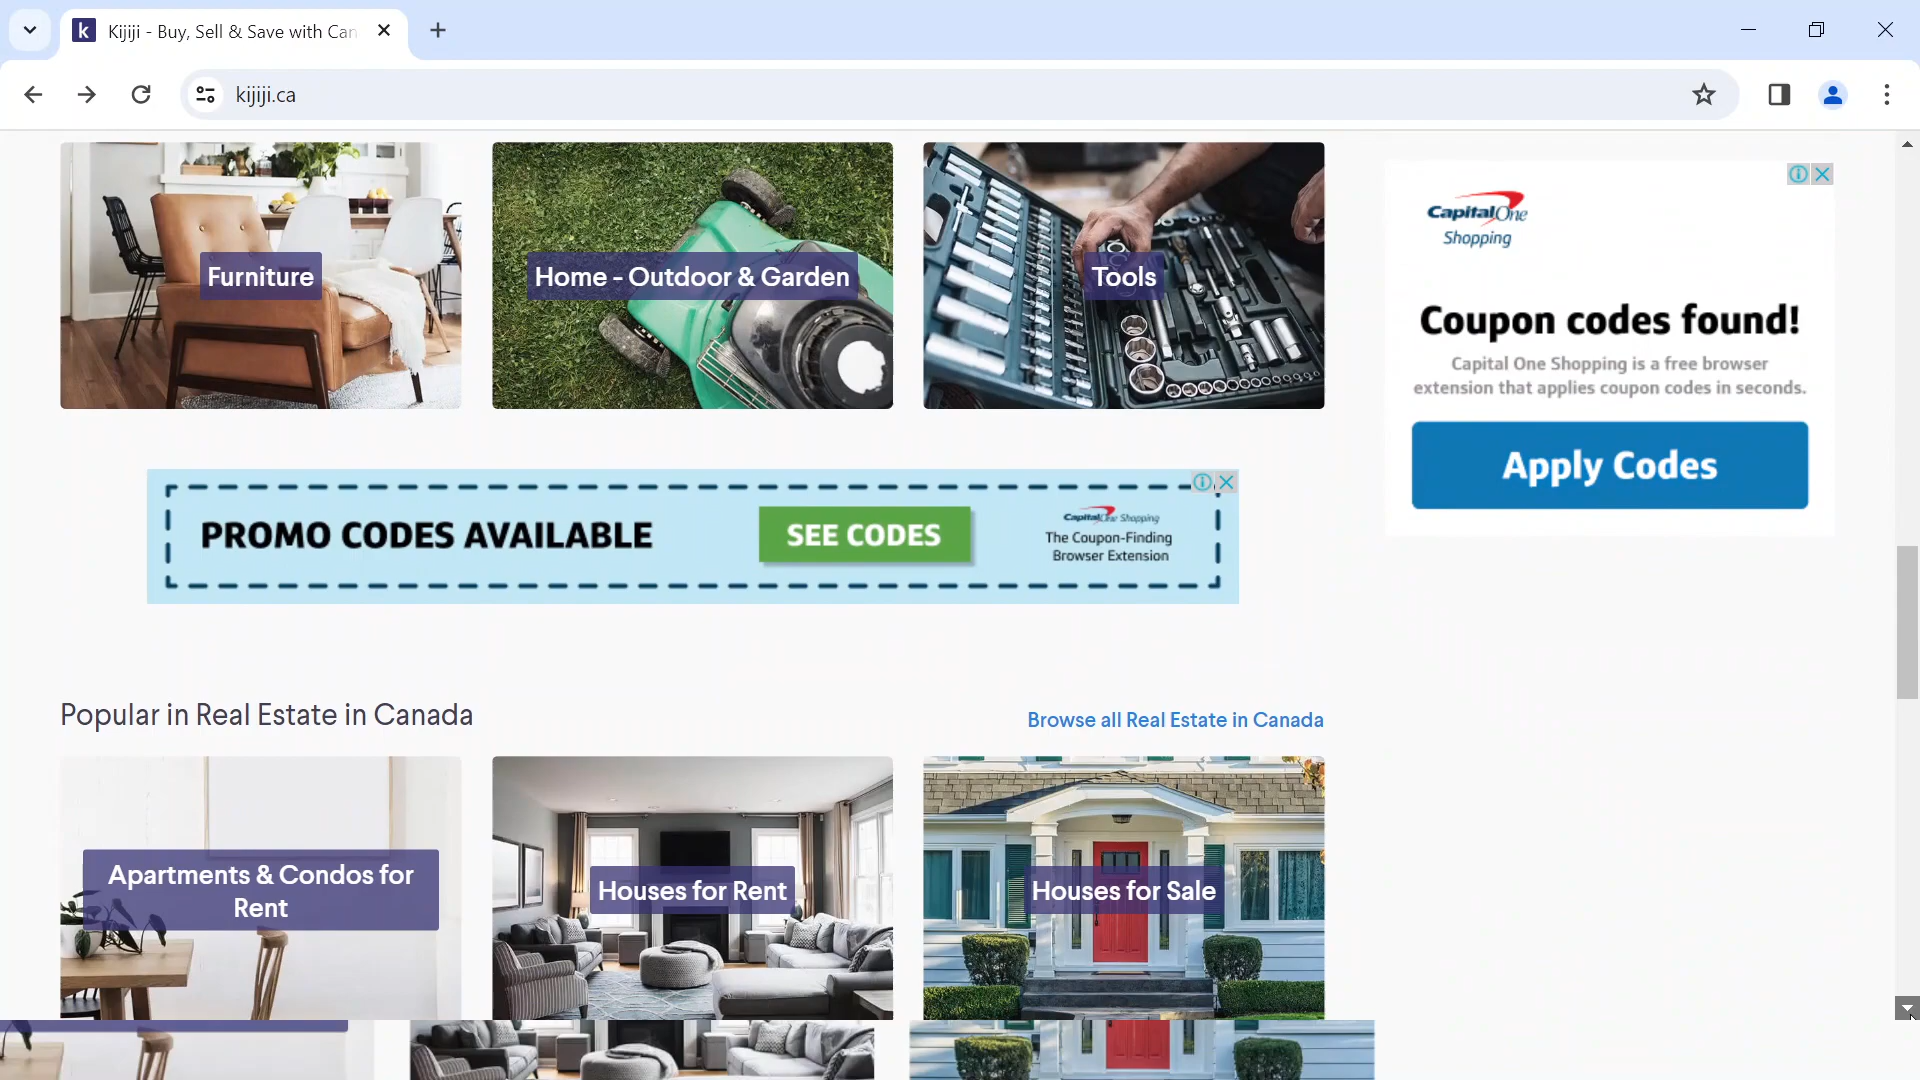 k Kijiji - Buy, Sell & Save with Can
kijiji.ca
Furniture
Home - Outdoor & Garden
Tools
Capital One
Shopping
Coupon codes found!
Capital One Shopping is a free browser
extension that applies coupon codes in seconds.
Apply Codes
PROMO CODES AVAILABLE
SEE CODES
Capital One Shopping
The Coupon-Finding
Browser Extension
Popular in Real Estate in Canada
Browse all Real Estate in Canada
Apartments & Condos for
Rent
Houses for Rent
Houses for Sale